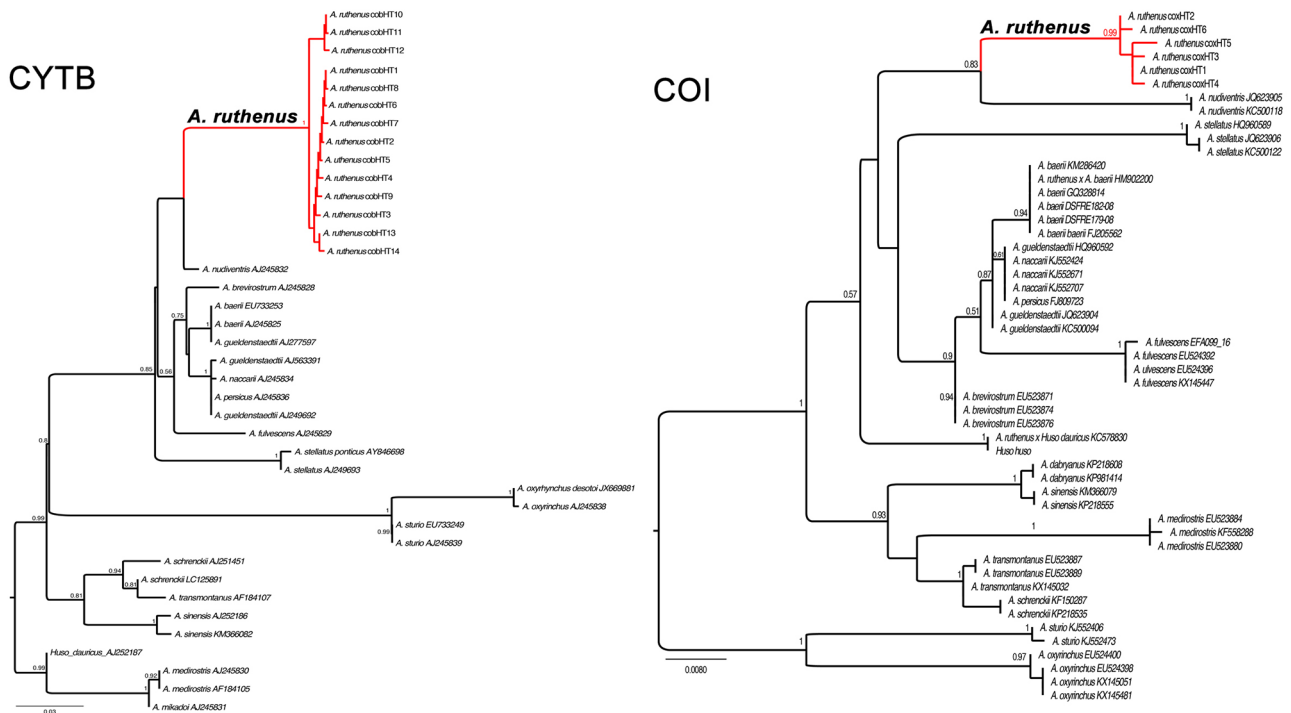 CYTB
A. ruthenus
A. ruthenus cobHT10
A. ruthenus cobHT11
A. ruthenus cobHT12
A. ruthenus cobHT1
A. ruthenus cobHT8
A. ruthenus cobHT6
A. ruthenus cobHT7
A. ruthenus cobHT2
A. uthenus cobHT5
A. ruthenus cobHT4
A. ruthenus cobHT9
A. ruthenus cobHT3
A. ruthenus cobHT13
A. ruthenus cobHT14
1
A. nudiventris AJ245832
A. brevirostrum AJ245828
0.75
A. baerii EU733253
1
A. baerii AJ245825
A. gueldenstaedtii AJ277597
A. gueldenstaedtii AJ563391
0.85
0.56
1
A. naccarii AJ245834
A. persicus AJ245836
A. gueldenstaedtii AJ249692
A. fulvescens AJ245829
0.8
A. stellatus ponticus AY846698
1
A. stellatus AJ249693
1
A. oxyrhynchus desotoi JX669881
A. oxyrinchus AJ245838
1
A. sturio EU733249
0.99
A. sturio AJ245839
0.99
A. schrenckii AJ251451
0.94
A. schrenckii LC125891
0.81
A. transmontanus AF184107
0.81
A. sinensis AJ252186
1
A. sinensis KM366082
Huso_dauricus_AJ252187
0.99
A. medirostris AJ245830
0.92
1
A. medirostris AF184105
A. mikadoi AJ245831
0.03
COI
A. ruthenus
A. ruthenus coxHT2
0.99
A. ruthenus coxHT6
A. ruthenus coxHT5
A. ruthenus coxHT3
A. ruthenus coxHT1
A. ruthenus coxHT4
0.83
1
A. nudiventris JQ623905
A. nudiventris KC500118
A. stellatus HQ960589
1
A. stellatus JQ623906
A. stellatus KC500122
A. baerii KM286420
A. ruthenus x A. baerii HM902200
A. baerii GQ328814
A. baerii DSFRE182-08
0.94
A. baerii DSFRE179-08
A. baerii baerii FJ205562
A. gueldenstaedtii HQ960592
0.61
A. naccarii KJ552424
0.87
A. naccarii KJ552671
A. naccarii KJ552707
A. persicus FJ809723
0.57
0.51
A. gueldenstaedtii JQ623904
A. gueldenstaedtii KC500094
A. fulvescens EFA099_16
1
A. fulvescens EU524392
0.9
A. ulvescens EU524396
A. fulvescens KX145447
0.94
A. brevirostrum EU523871
A. brevirostrum EU523874
A. brevirostrum EU523876
1
1
A. ruthenus x Huso dauricus KC578830
Huso huso
A. dabryanus KP218608
1
A. dabryanus KP981414
A. sinensis KM366079
A. sinensis KP218555
0.93
A. medirostris EU523884
1
A. medirostris KF558288
A. medirostris EU523880
A. transmontanus EU523887
1
A. transmontanus EU523889
A. transmontanus KX145032
A. schrenckii KF150287
A. schrenckii KP218535
A. sturio KJ552406
1
A. sturio KJ552473
1
A. oxyrinchus EU524400
0.97
A. oxyrinchus EU524398
A. oxyrinchus KX145051
A. oxyrinchus KX145481
0.0080